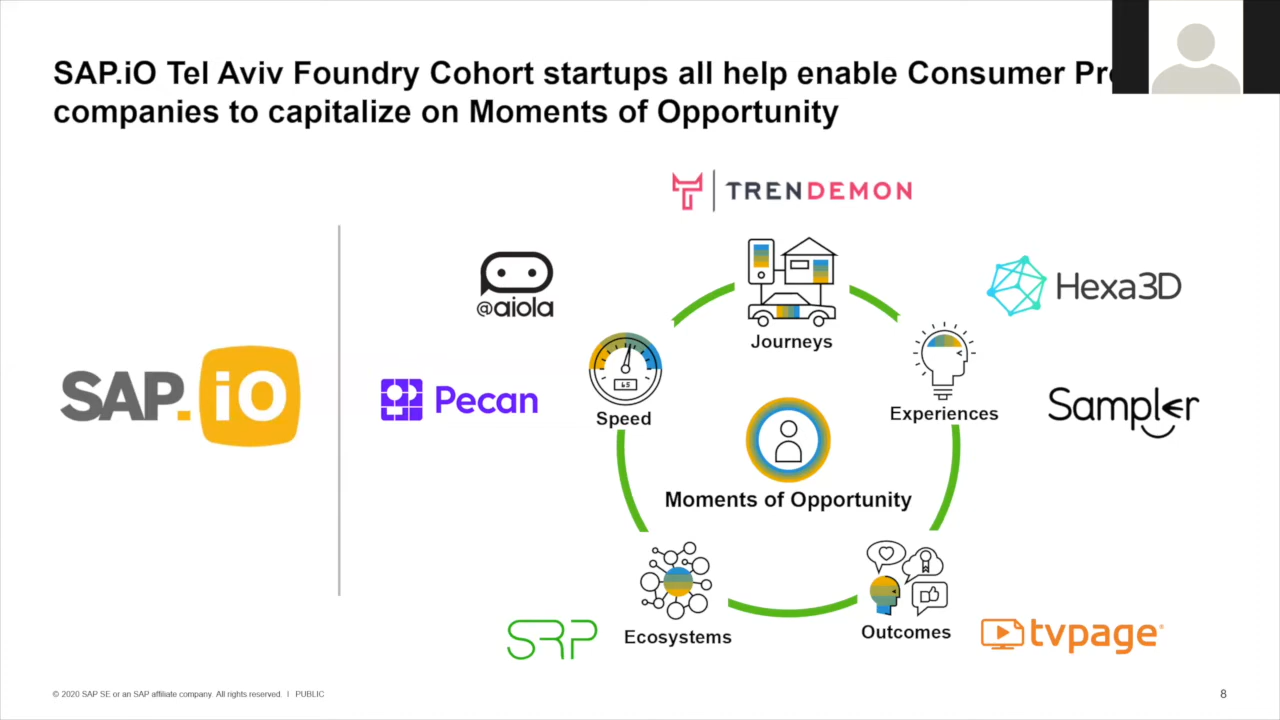 SAP.iO Tel Aviv Foundry Cohort startups all help enable Consumer
companies to capitalize on Moments of Opportunity
TRENDEMON
@aiola
Hexa3D
Journeys
SAP.iO
Pecan
65
Speed
Experiences
Sampler
Moments of Opportunity
SRP
Ecosystems
Outcomes
tvpage®
© 2020 SAP SE or an SAP affiliate company. All rights reserved. | PUBLIC
8